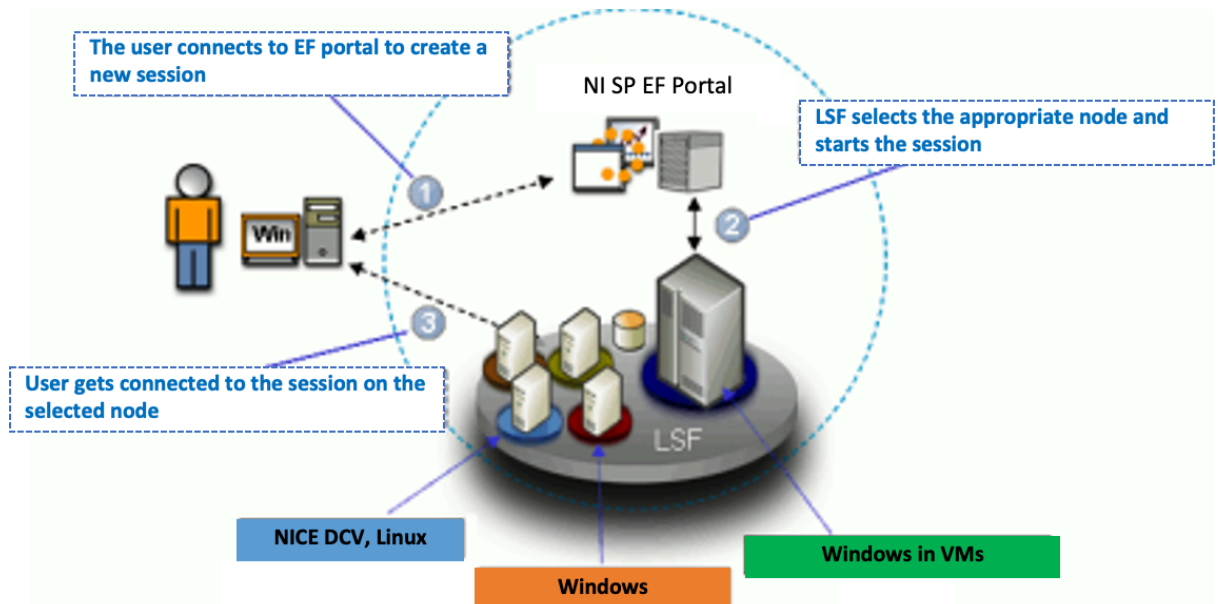 The user connects to EF portal to create a
new session
NI SP EF Portal
LSF selects the appropriate node and
starts the session
1
Win
2
3
User gets connected to the session on the
selected node
LSF
NICE DCV, Linux
Windows in VMs
Windows